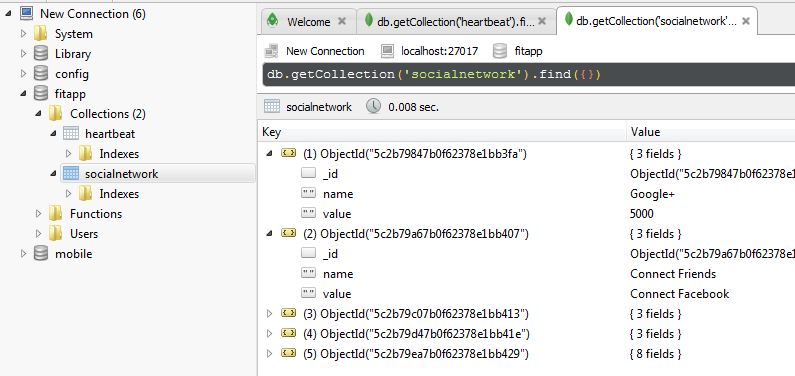 New Connection (6)
System
Library
config
fitapp
Collections (2)
heartbeat
Indexes
socialnetwork
Indexes
Functions
Users
mobile
Welcome
db.getCollection('heartbeat').fi...
db.getCollection('socialnetwork'...
New Connection localhost:27017 fitapp
db.getCollection('socialnetwork').find({})
socialnetwork 0.008 sec.
Key Value
(1) ObjectId("5c2b79847b0f62378e1bb3fa") { 3 fields }
_id ObjectId("5c2b79847b0f62378e1
name Google+
value 5000
(2) ObjectId("5c2b79a67b0f62378e1bb407") { 3 fields }
_id ObjectId("5c2b79a67b0f62378e1
name Connect Friends
value Connect Facebook
(3) ObjectId("5c2b79c07b0f62378e1bb413") { 3 fields }
(4) ObjectId("5c2b79d47b0f62378e1bb41e") { 3 fields }
(5) ObjectId("5c2b79ea7b0f62378e1bb429") { 8 fields }